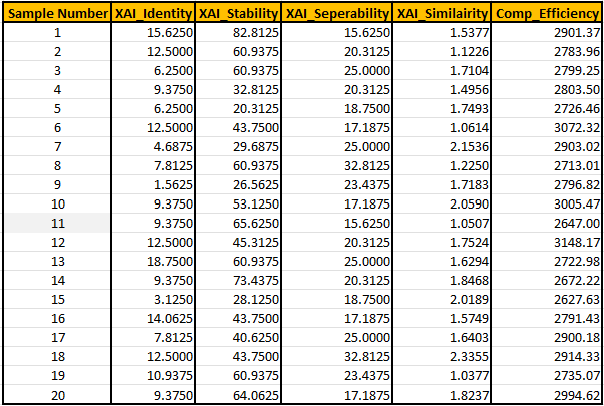 Sample Number XAI_Identity XAI_Stability XAI_Seperability XAI_Similairity Comp_Efficiency
1 15.6250 82.8125 15.6250 1.5377 2901.37
2 12.5000 60.9375 20.3125 1.1226 2783.96
3 6.2500 60.9375 25.0000 1.7104 2799.25
4 9.3750 32.8125 20.3125 1.4956 2803.50
5 6.2500 20.3125 18.7500 1.7493 2726.46
6 12.5000 43.7500 17.1875 1.0614 3072.32
7 4.6875 29.6875 25.0000 2.1536 2903.02
8 7.8125 60.9375 32.8125 1.2250 2713.01
9 1.5625 26.5625 23.4375 1.7183 2796.82
10 9.3750 53.1250 17.1875 2.0590 3005.47
11 9.3750 65.6250 15.6250 1.0507 2647.00
12 12.5000 45.3125 20.3125 1.7524 3148.17
13 18.7500 60.9375 25.0000 1.6294 2722.98
14 9.3750 73.4375 20.3125 1.8468 2672.22
15 3.1250 28.1250 18.7500 2.0189 2627.63
16 14.0625 43.7500 17.1875 1.5749 2791.43
17 7.8125 40.6250 25.0000 1.6403 2900.18
18 12.5000 43.7500 32.8125 2.3355 2914.33
19 10.9375 60.9375 23.4375 1.0377 2735.07
20 9.3750 64.0625 17.1875 1.8237 2994.62